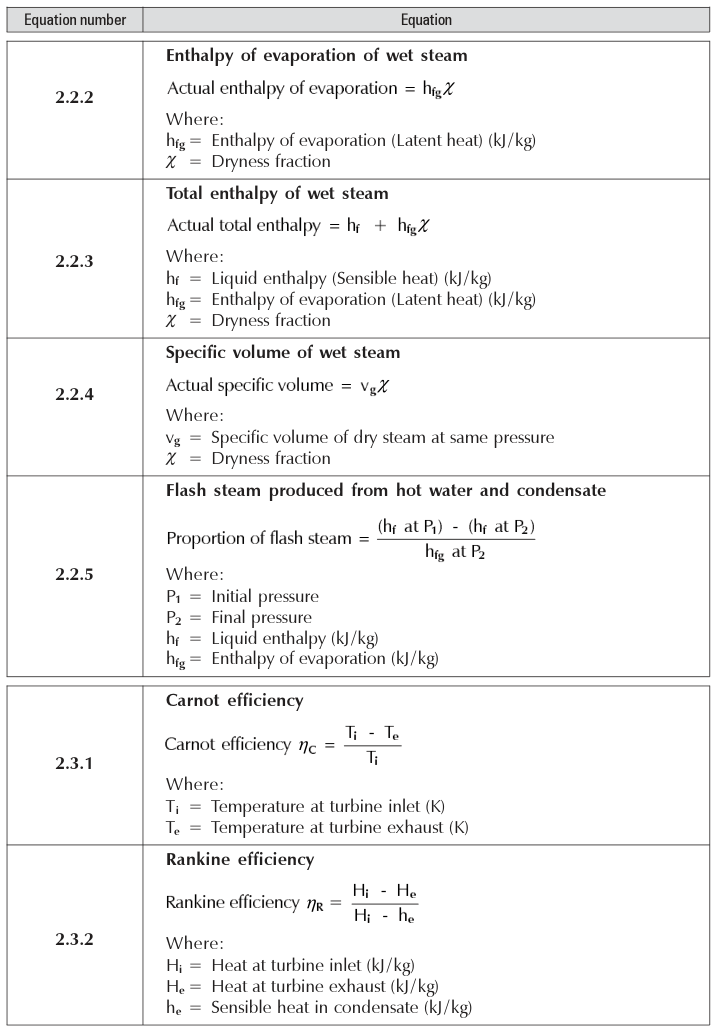 Equation number Equation
Enthalpy of evaporation of wet steam
Actual enthalpy of evaporation = hfgχ
2.2.2
Where:
hfg = Enthalpy of evaporation (Latent heat) (kJ/kg)
χ = Dryness fraction
Total enthalpy of wet steam
Actual total enthalpy = hf + hfgχ
2.2.3
Where:
hf = Liquid enthalpy (Sensible heat) (kJ/kg)
hfg = Enthalpy of evaporation (Latent heat) (kJ/kg)
χ = Dryness fraction
Specific volume of wet steam
Actual specific volume = vgχ
2.2.4
Where:
vg = Specific volume of dry steam at same pressure
χ = Dryness fraction
Flash steam produced from hot water and condensate
(hf at P1) - (hf at P2)
Proportion of flash steam =
hfg at P2
2.2.5
Where:
P1 = Initial pressure
P2 = Final pressure
hf = Liquid enthalpy (kJ/kg)
hfg = Enthalpy of evaporation (kJ/kg)
Carnot efficiency
Ti - Te
Carnot efficiency ηC =
Ti
2.3.1
Where:
Ti = Temperature at turbine inlet (K)
Te = Temperature at turbine exhaust (K)
Rankine efficiency
Hi - He
Rankine efficiency ηR =
Hi - he
2.3.2
Where:
Hi = Heat at turbine inlet (kJ/kg)
He = Heat at turbine exhaust (kJ/kg)
he = Sensible heat in condensate (kJ/kg)